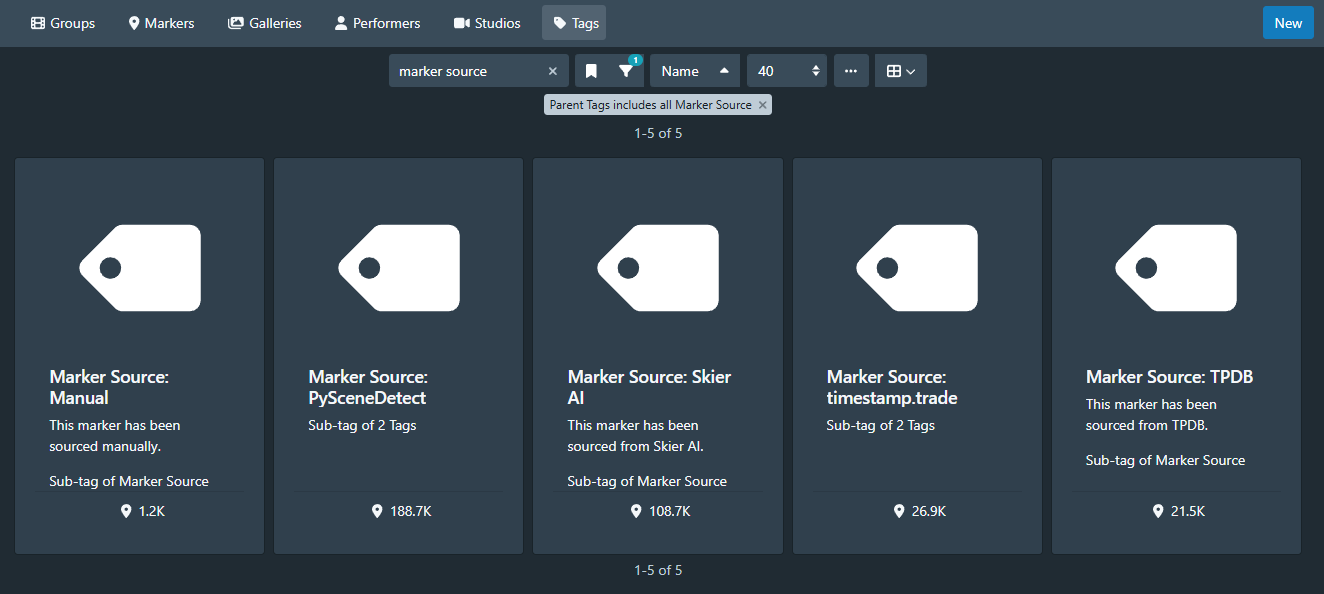 Groups Markers Galleries Performers Studios Tags New
marker source 1 Name 40
Parent Tags includes all Marker Source
1-5 of 5
Marker Source:
Manual
This marker has been
sourced manually.
Sub-tag of Marker Source
1.2K
Marker Source:
PySceneDetect
Sub-tag of 2 Tags
188.7K
Marker Source: Skier
AI
This marker has been
sourced from Skier AI.
Sub-tag of Marker Source
108.7K
Marker Source:
timestamp.trade
Sub-tag of 2 Tags
26.9K
Marker Source: TPDB
This marker has been
sourced from TPDB.
Sub-tag of Marker Source
21.5K
1-5 of 5